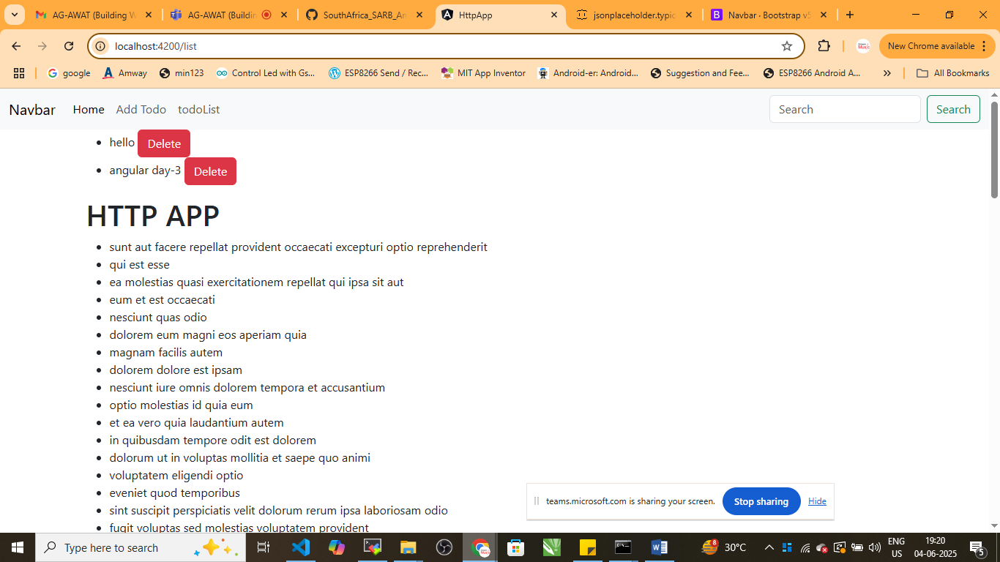 AG-AWAT (Building W
AG-AWAT (Buildin
SouthAfrica_SARB_An
HttpApp
jsonplaceholder.typic
Navbar · Bootstrap v5
localhost:4200/list
New Chrome available
google
Amway
min123
Control Led with Gs...
ESP8266 Send / Rec...
MIT App Inventor
Android-er: Android...
Suggestion and Fee...
ESP8266 Android A...
All Bookmarks
Navbar Home Add Todo todoList Search Search
hello Delete
angular day-3 Delete
HTTP APP
sunt aut facere repellat provident occaecati excepturi optio reprehenderit
qui est esse
ea molestias quasi exercitationem repellat qui ipsa sit aut
eum et est occaecati
nesciunt quas odio
dolorem eum magni eos aperiam quia
magnam facilis autem
dolorem dolore est ipsam
nesciunt iure omnis dolorem tempora et accusantium
optio molestias id quia eum
et ea vero quia laudantium autem
in quibusdam tempore odit est dolorem
dolorum ut in voluptas mollitia et saepe quo animi
voluptatem eligendi optio
eveniet quod temporibus
sint suscipit perspiciatis velit dolorum rerum ipsa laboriosam odio
fugit voluptas sed molestias voluptatem provident
teams.microsoft.com is sharing your screen. Stop sharing Hide
Type here to search
8
30°C
ENG
US
19:20
04-06-2025
5